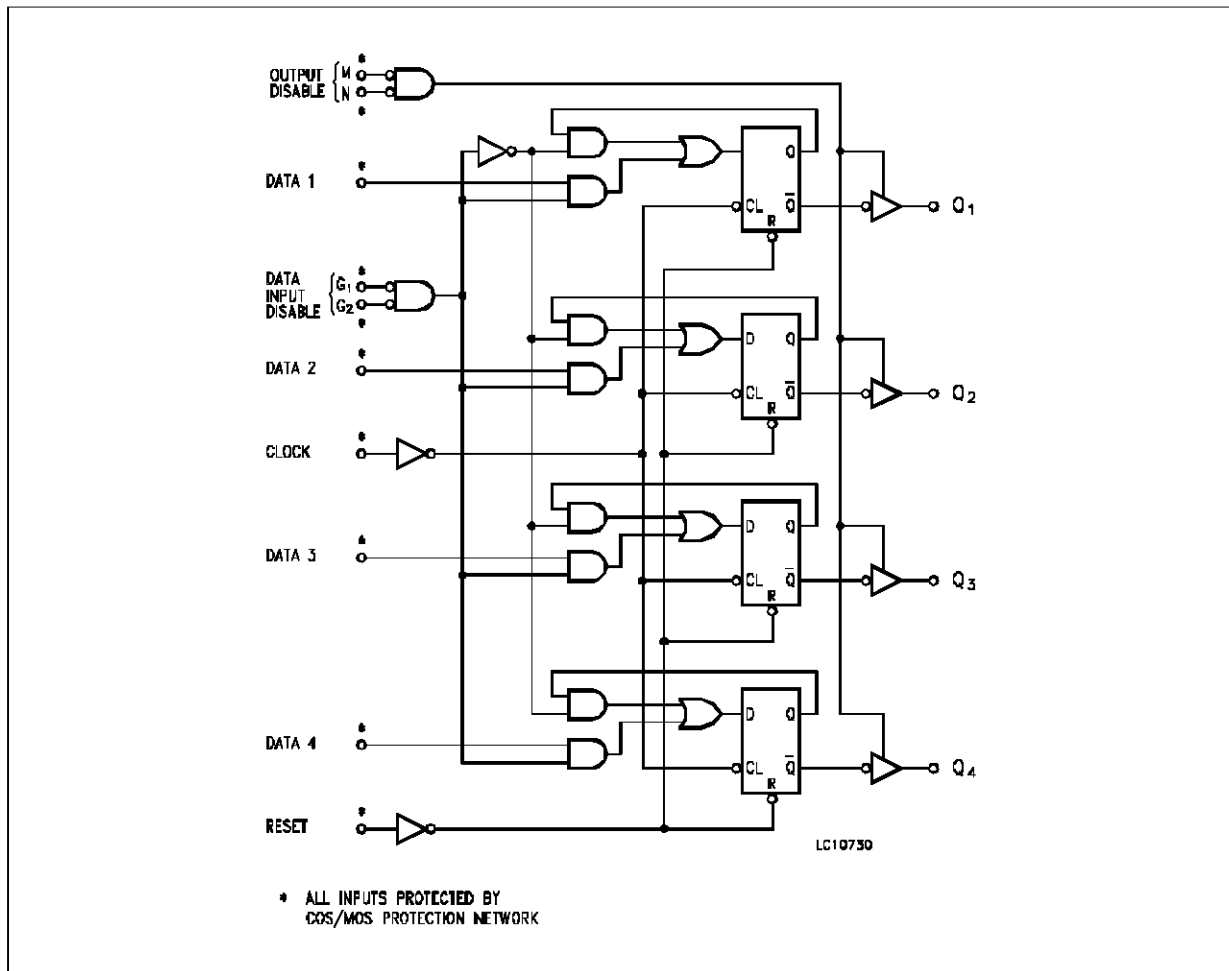 *
OUTPUT DISABLE { M
N
*
Q
*
DATA 1
CL Q̅ Q1
R
*
DATA INPUT DISABLE { G1
G2
*
D Q
*
DATA 2
CL Q̅ Q2
R
*
CLOCK
D Q
*
DATA 3
CL Q̅ Q3
R
D Q
*
DATA 4
CL Q̅ Q4
R
*
RESET
LC10730
* ALL INPUTS PROTECTED BY
COS/MOS PROTECTION NETWORK